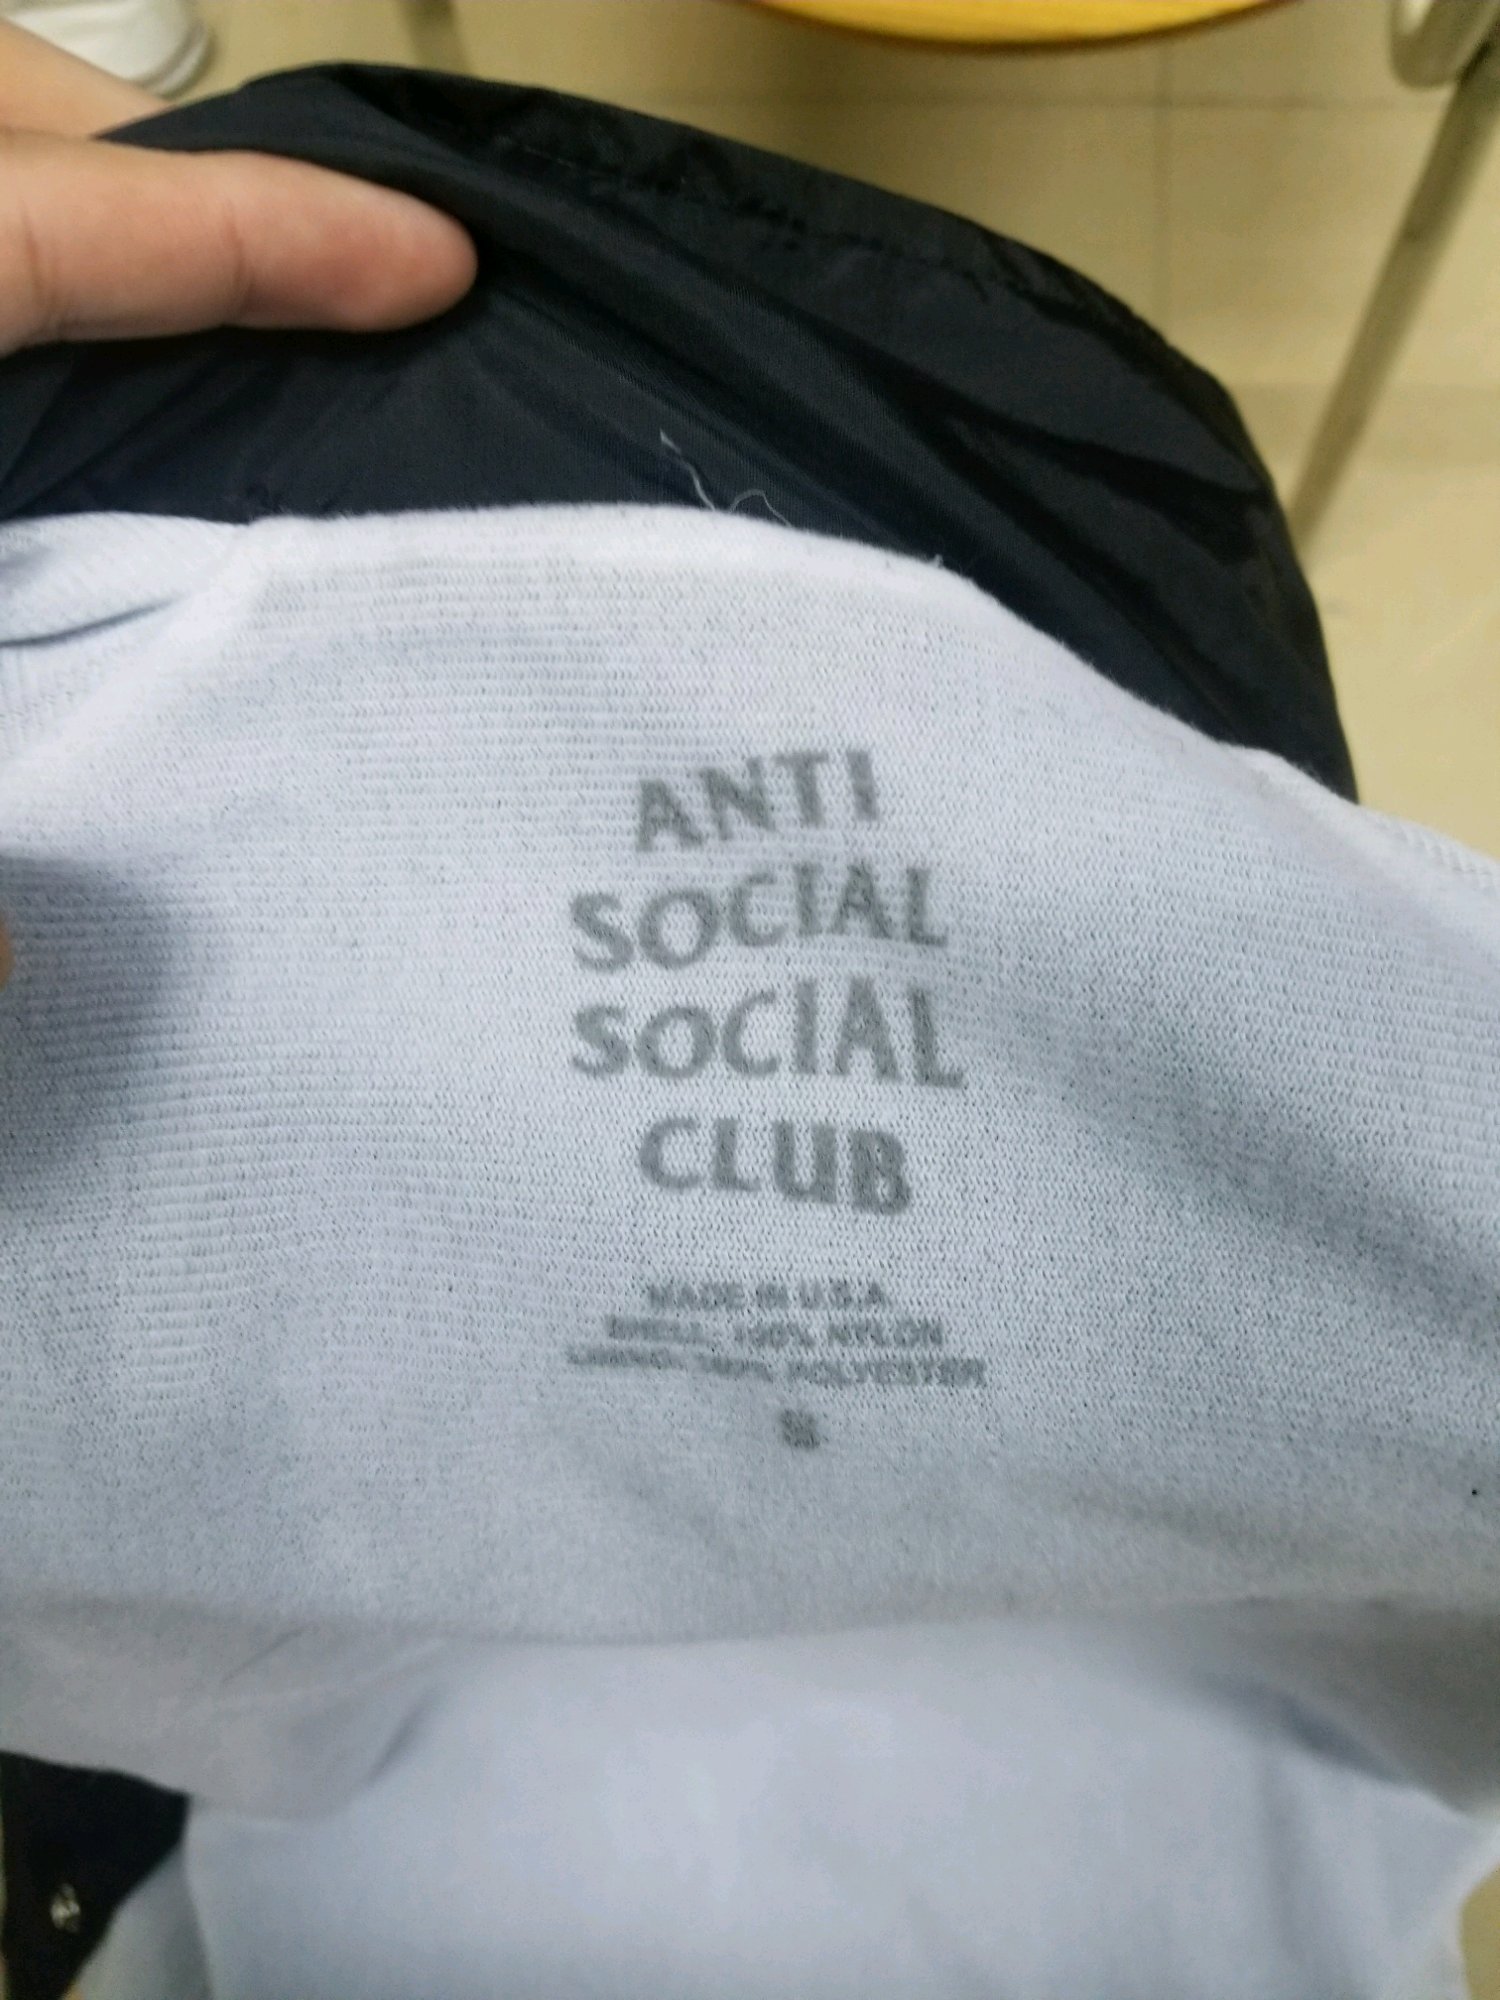 ANTI
SOCIAL
SOCIAL
CLUB
MADE IN U.S.A.
SHELL: 100% NYLON
LINING: 100% POLYESTER